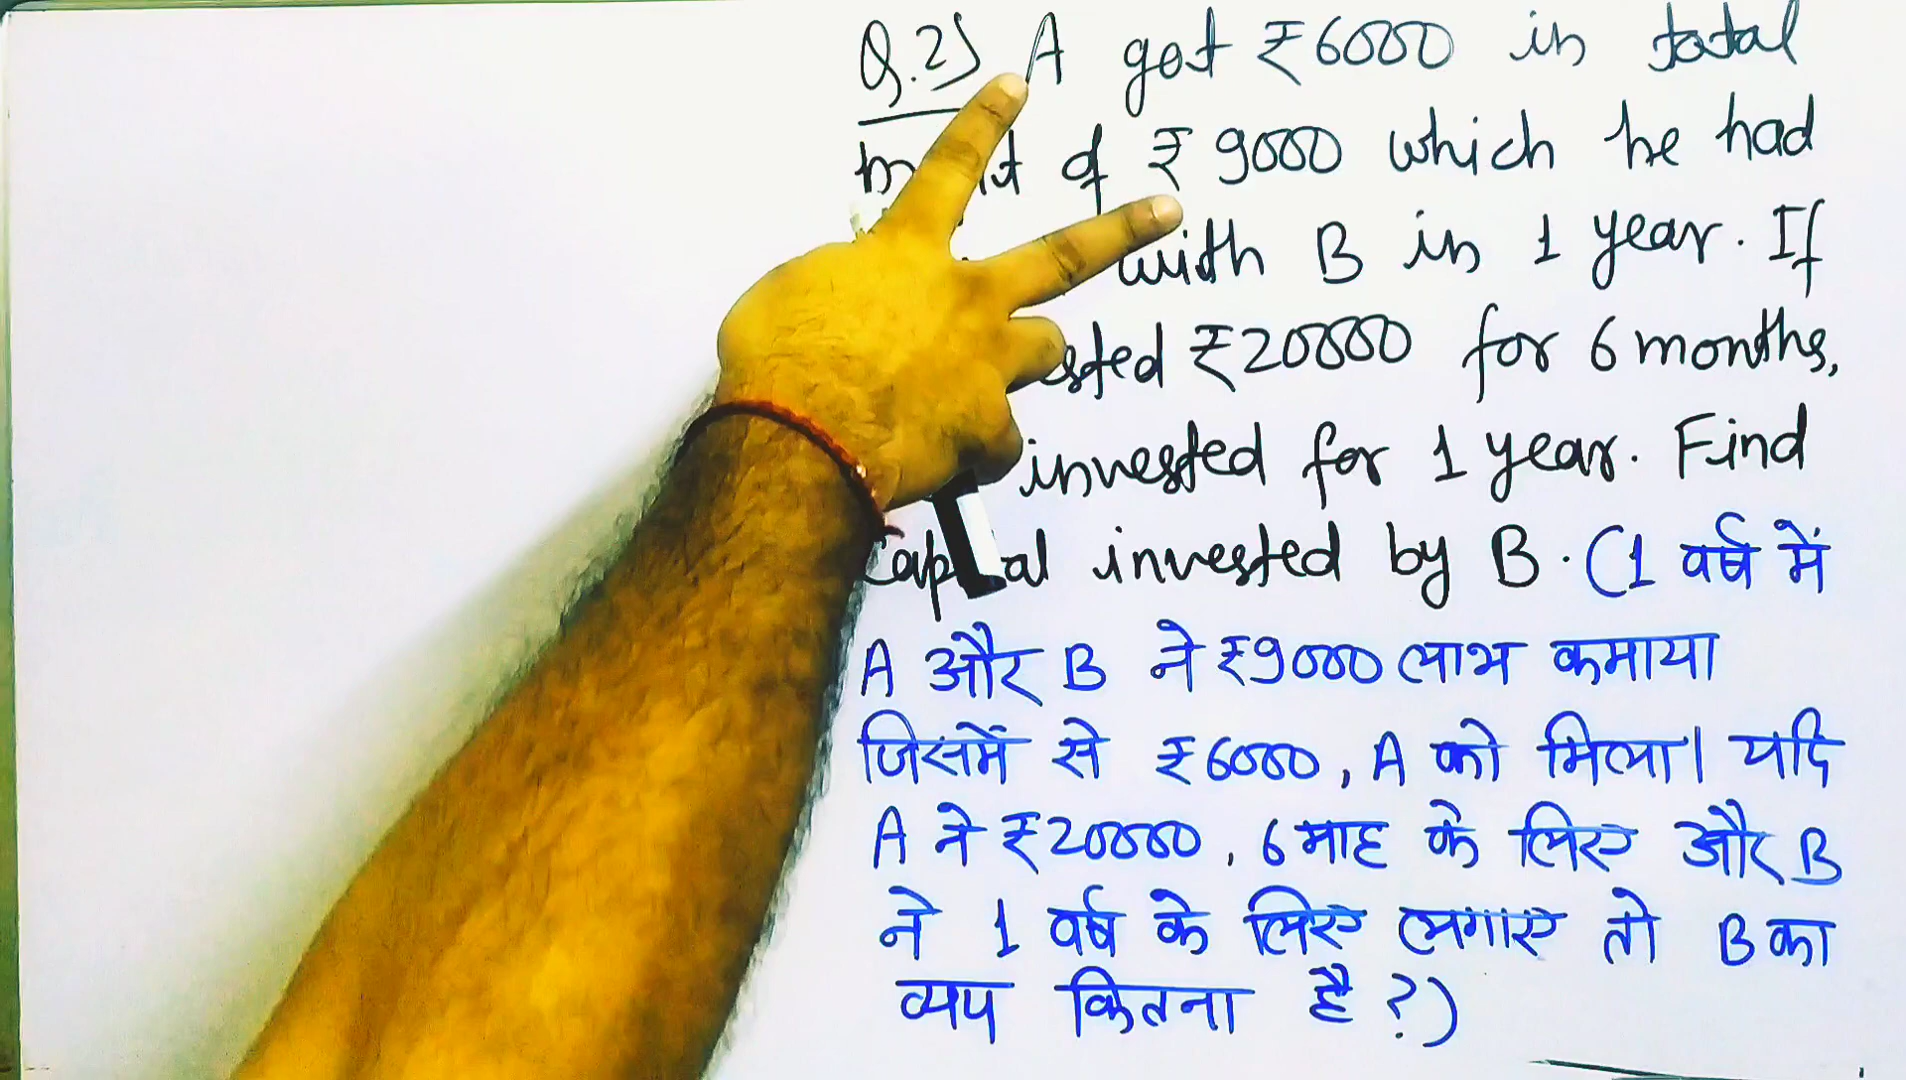 Q.2) A got ₹6000 in total
of ₹9000 which he had
with B in 1 year. If
₹20000 for 6 months,
invested for 1 year. Find
invested by B. (1 वर्ष में
A और B ने ₹9000 लाभ कमाया
जिसमें से ₹6000, A को मिला। यदि
A ने ₹20000, 6 माह के लिए और B
ने 1 वर्ष के लिए लगाए तो B का
व्यय कितना है?)